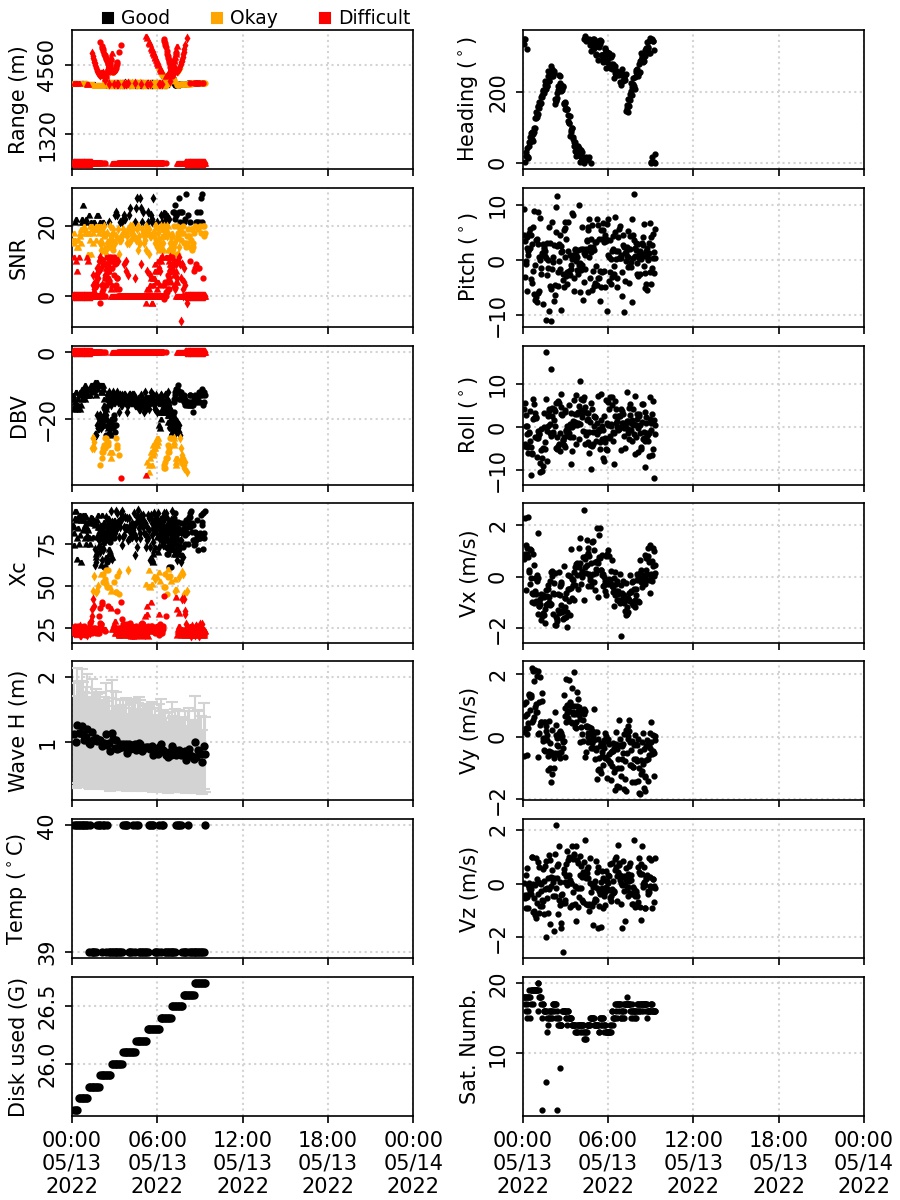 Good Okay Difficult
Range (m)
4560
1320
Heading (°)
200
0
SNR
20
0
Pitch (°)
10
0
−10
DBV
0
−20
Roll (°)
10
0
−10
Xc
75
50
25
Vx (m/s)
2
0
−2
Wave H (m)
2
1
Vy (m/s)
2
0
−2
Temp (°C)
40
39
Vz (m/s)
2
0
−2
Disk used (G)
26.5
26.0
Sat. Numb.
20
10
00:00 06:00 12:00 18:00 00:00
05/13 05/13 05/13 05/13 05/14
2022 2022 2022 2022 2022
00:00 06:00 12:00 18:00 00:00
05/13 05/13 05/13 05/13 05/14
2022 2022 2022 2022 2022